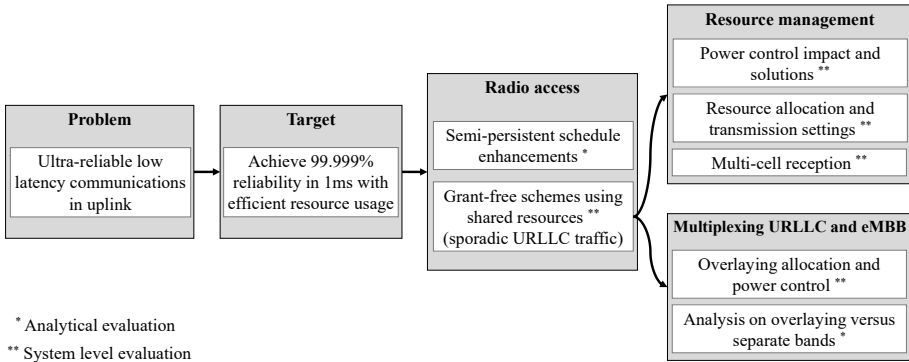 Problem
Ultra-reliable low
latency communications
in uplink
Target
Achieve 99.999%
reliability in 1ms with
efficient resource usage
Radio access
Semi-persistent schedule
enhancements *
Grant-free schemes using
shared resources **
(sporadic URLLC traffic)
Resource management
Power control impact and
solutions **
Resource allocation and
transmission settings **
Multi-cell reception **
Multiplexing URLLC and eMBB
Overlaying allocation and
power control **
Analysis on overlaying versus
separate bands *
* Analytical evaluation
** System level evaluation